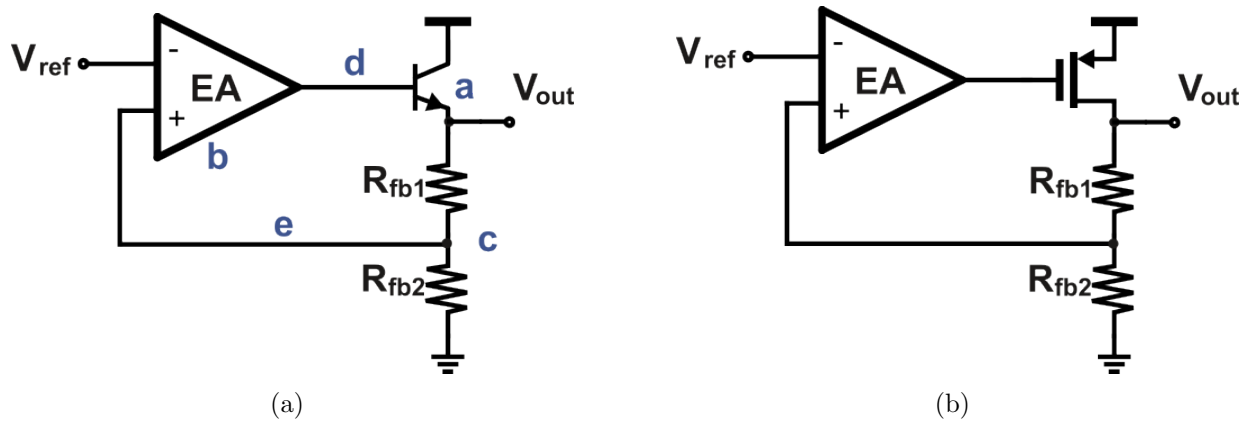 V_ref
-
+
EA
b
d
a
V_out
R_fb1
e
c
R_fb2
(a)
V_ref
-
+
EA
V_out
R_fb1
R_fb2
(b)